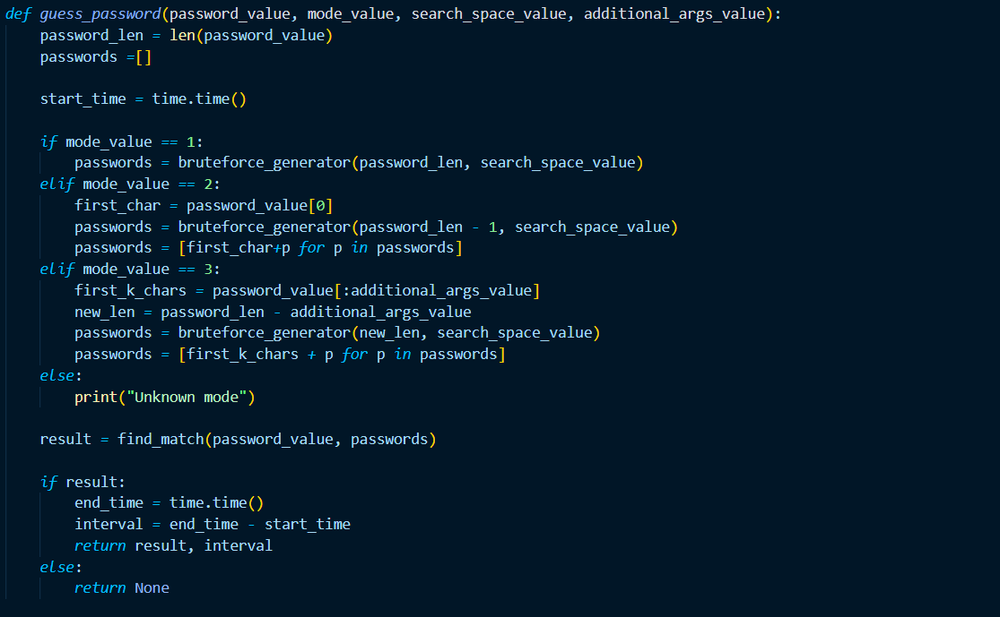 def guess_password(password_value, mode_value, search_space_value, additional_args_value):
    password_len = len(password_value)
    passwords =[]

    start_time = time.time()

    if mode_value == 1:
        passwords = bruteforce_generator(password_len, search_space_value)
    elif mode_value == 2:
        first_char = password_value[0]
        passwords = bruteforce_generator(password_len - 1, search_space_value)
        passwords = [first_char+p for p in passwords]
    elif mode_value == 3:
        first_k_chars = password_value[:additional_args_value]
        new_len = password_len - additional_args_value
        passwords = bruteforce_generator(new_len, search_space_value)
        passwords = [first_k_chars + p for p in passwords]
    else:
        print("Unknown mode")

    result = find_match(password_value, passwords)

    if result:
        end_time = time.time()
        interval = end_time - start_time
        return result, interval
    else:
        return None